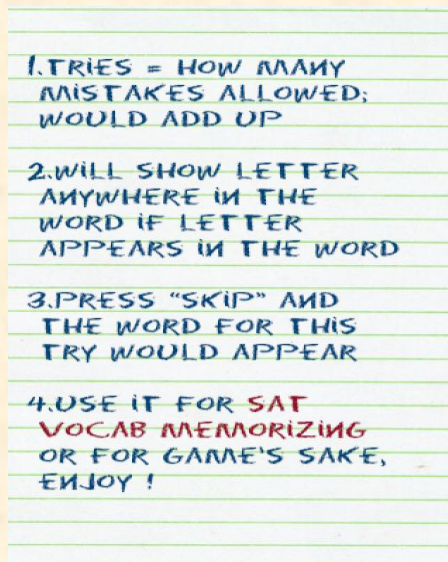 1.TRIES = HOW MANY
MISTAKES ALLOWED;
WOULD ADD UP
2.WILL SHOW LETTER
ANYWHERE IN THE
WORD IF LETTER
APPEARS IN THE WORD
3.PRESS "SKIP" AND
THE WORD FOR THIS
TRY WOULD APPEAR
4.USE IT FOR SAT
VOCAB MEMORIZING
OR FOR GAME'S SAKE,
ENJOY !